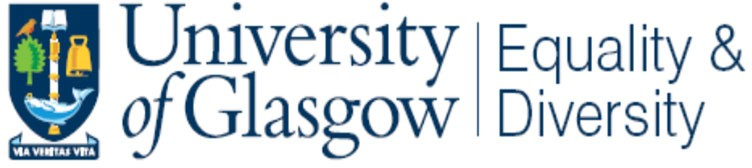 University
of Glasgow
Equality &
Diversity
VIA VERITAS VITA